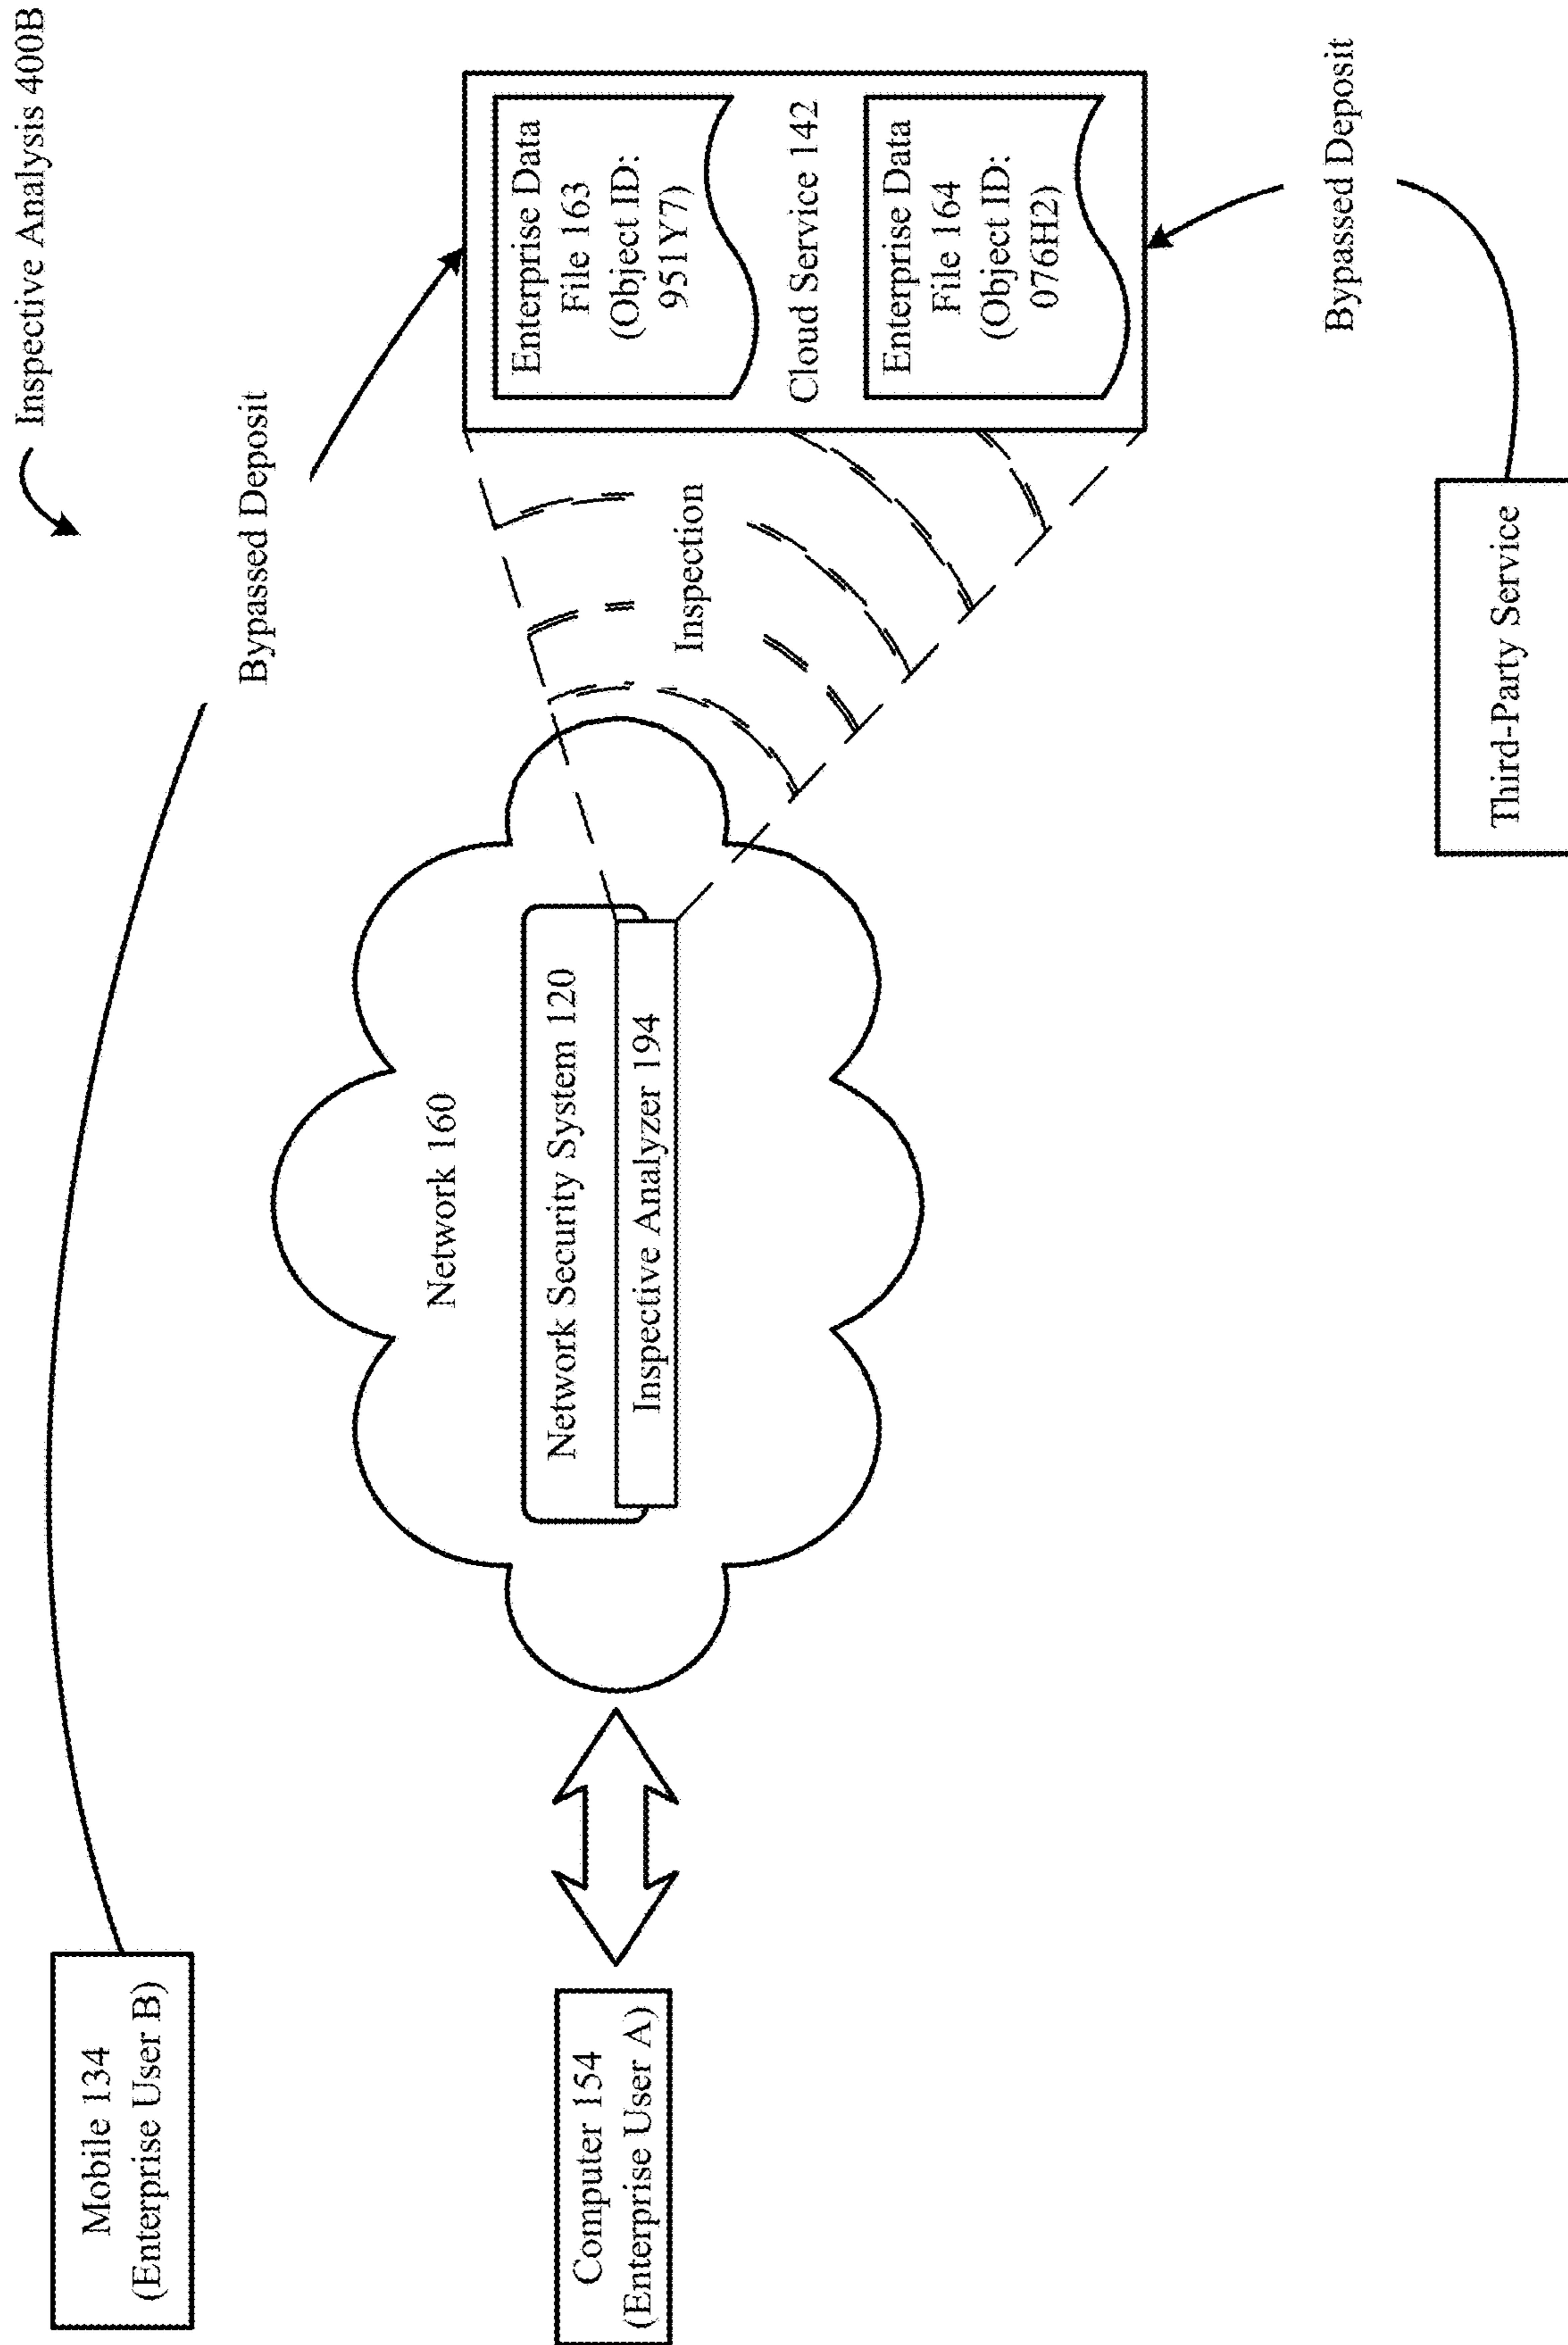 Inspective Analysis 400B
Mobile 134
(Enterprise User B)
Bypassed Deposit
Computer 154
(Enterprise User A)
Network 160
Network Security System 120
Inspective Analyzer 194
Inspection
Enterprise Data
File 163
(Object ID:
951Y7)
Cloud Service 142
Enterprise Data
File 164
(Object ID:
076H2)
Bypassed Deposit
Third-Party Service